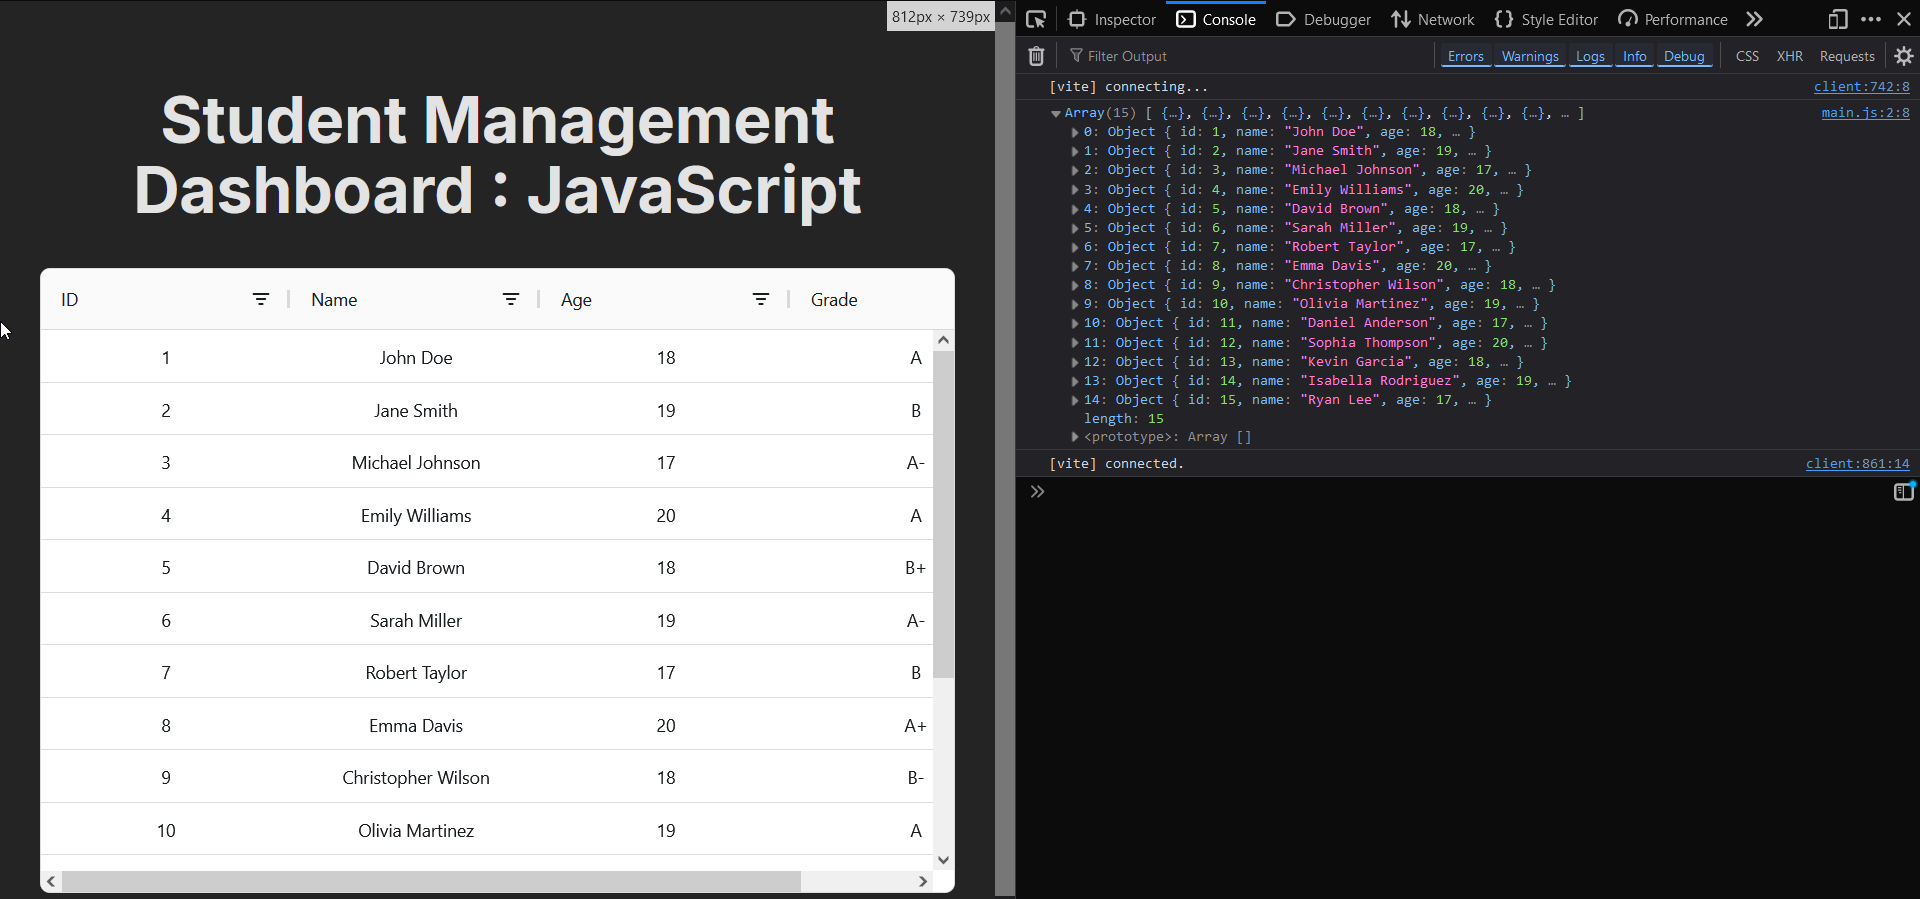 812px × 739px
Student Management
Dashboard : JavaScript
ID Name Age Grade
1 John Doe 18 A
2 Jane Smith 19 B
3 Michael Johnson 17 A-
4 Emily Williams 20 A
5 David Brown 18 B+
6 Sarah Miller 19 A-
7 Robert Taylor 17 B
8 Emma Davis 20 A+
9 Christopher Wilson 18 B-
10 Olivia Martinez 19 A
Inspector Console Debugger Network Style Editor Performance
Filter Output Errors Warnings Logs Info Debug CSS XHR Requests
[vite] connecting... client:742:8
Array(15) [ {…}, {…}, {…}, {…}, {…}, {…}, {…}, {…}, {…}, {…}, … ] main.js:2:8
0: Object { id: 1, name: "John Doe", age: 18, … }
1: Object { id: 2, name: "Jane Smith", age: 19, … }
2: Object { id: 3, name: "Michael Johnson", age: 17, … }
3: Object { id: 4, name: "Emily Williams", age: 20, … }
4: Object { id: 5, name: "David Brown", age: 18, … }
5: Object { id: 6, name: "Sarah Miller", age: 19, … }
6: Object { id: 7, name: "Robert Taylor", age: 17, … }
7: Object { id: 8, name: "Emma Davis", age: 20, … }
8: Object { id: 9, name: "Christopher Wilson", age: 18, … }
9: Object { id: 10, name: "Olivia Martinez", age: 19, … }
10: Object { id: 11, name: "Daniel Anderson", age: 17, … }
11: Object { id: 12, name: "Sophia Thompson", age: 20, … }
12: Object { id: 13, name: "Kevin Garcia", age: 18, … }
13: Object { id: 14, name: "Isabella Rodriguez", age: 19, … }
14: Object { id: 15, name: "Ryan Lee", age: 17, … }
length: 15
<prototype>: Array []
[vite] connected. client:861:14